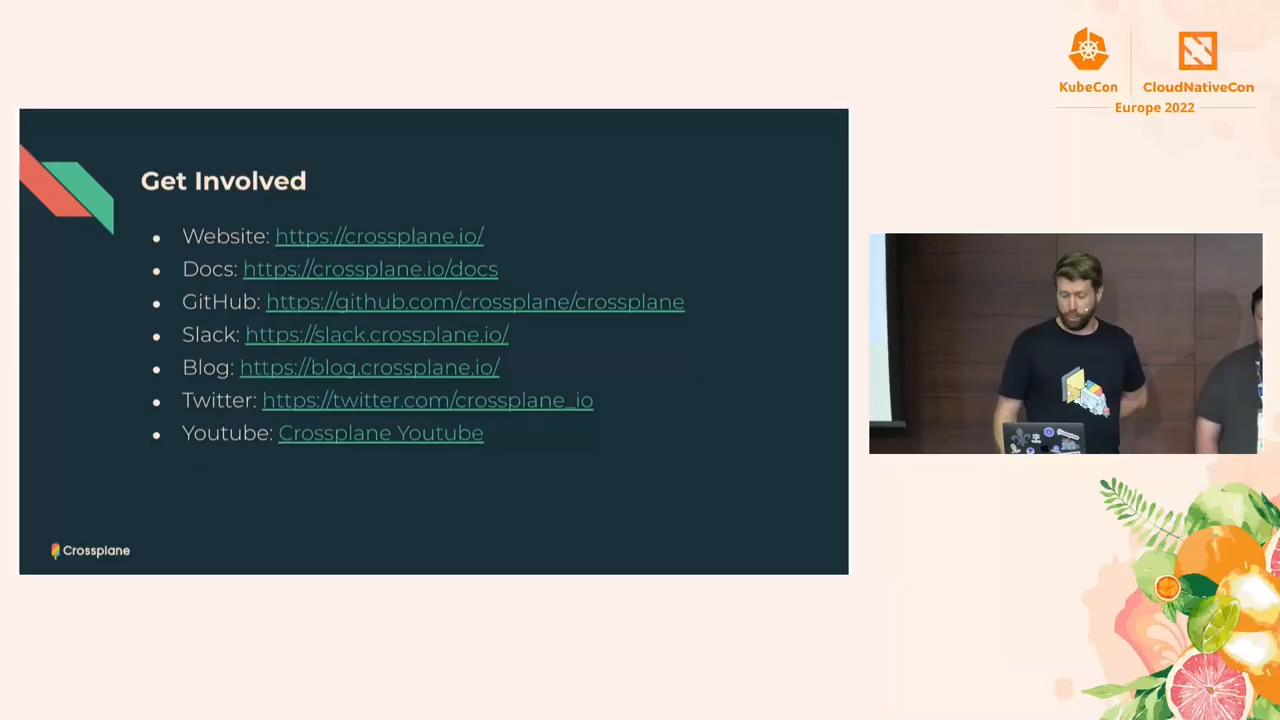 KubeCon
CloudNativeCon
Europe 2022
Get Involved
Website: https://crossplane.io/
Docs: https://crossplane.io/docs
GitHub: https://github.com/crossplane/crossplane
Slack: https://slack.crossplane.io/
Blog: https://blog.crossplane.io/
Twitter: https://twitter.com/crossplane_io
Youtube: Crossplane Youtube
Crossplane